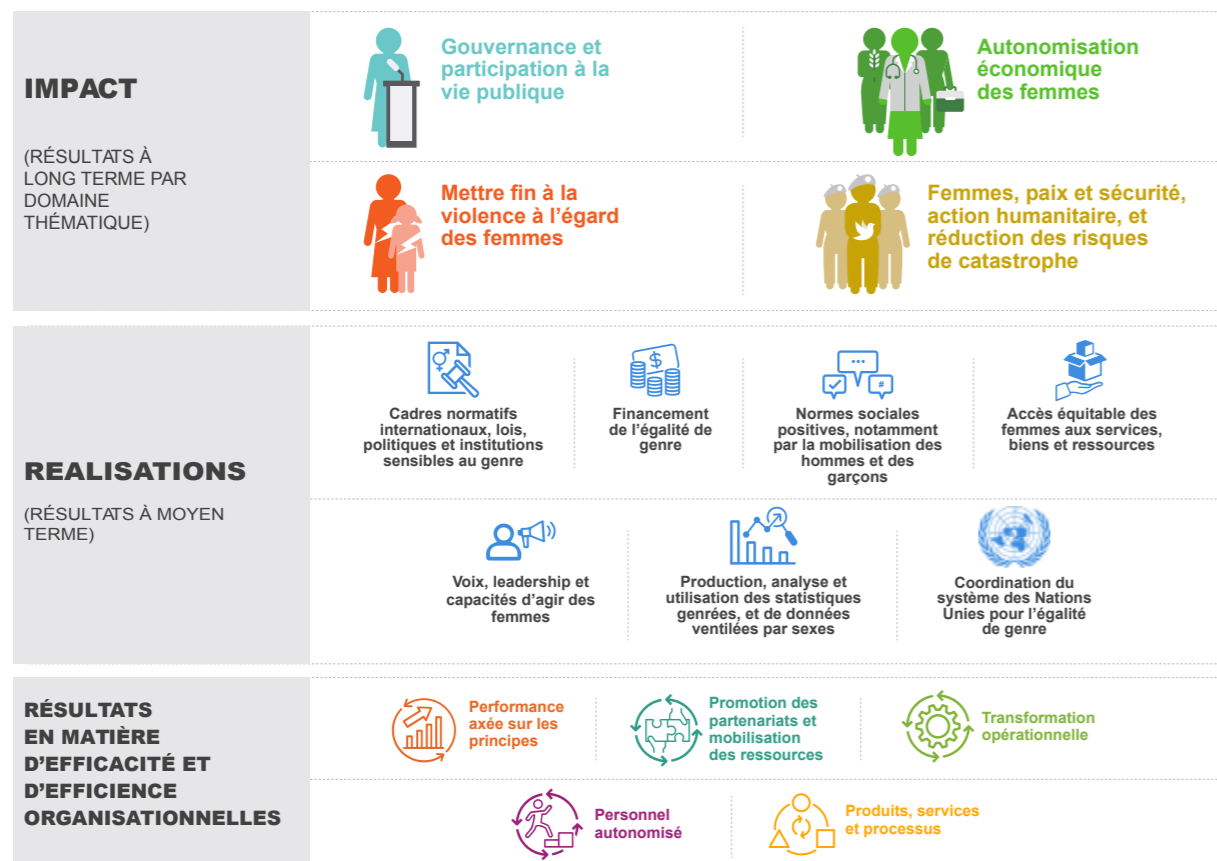 IMPACT
(RÉSULTATS À
LONG TERME PAR
DOMAINE
THÉMATIQUE)
Gouvernance et
participation à la
vie publique
Autonomisation
économique
des femmes
Mettre fin à la
violence à l’égard
des femmes
Femmes, paix et sécurité,
action humanitaire, et
réduction des risques
de catastrophe
REALISATIONS
(RÉSULTATS À MOYEN
TERME)
Cadres normatifs
internationaux, lois,
politiques et institutions
sensibles au genre
$
Financement
de l’égalité de
genre
...
#
Normes sociales
positives, notamment
par la mobilisation des
hommes et des
garçons
Accès équitable des
femmes aux services,
biens et ressources
Voix, leadership et
capacités d’agir des
femmes
Production, analyse et
utilisation des statistiques
genrées, et de données
ventilées par sexes
Coordination du
système des Nations
Unies pour l’égalité
de genre
RÉSULTATS
EN MATIÈRE
D’EFFICACITÉ ET
D’EFFICIENCE
ORGANISATIONNELLES
Performance
axée sur les
principes
Promotion des
partenariats et
mobilisation
des ressources
Transformation
opérationnelle
Personnel
autonomisé
Produits, services
et processus